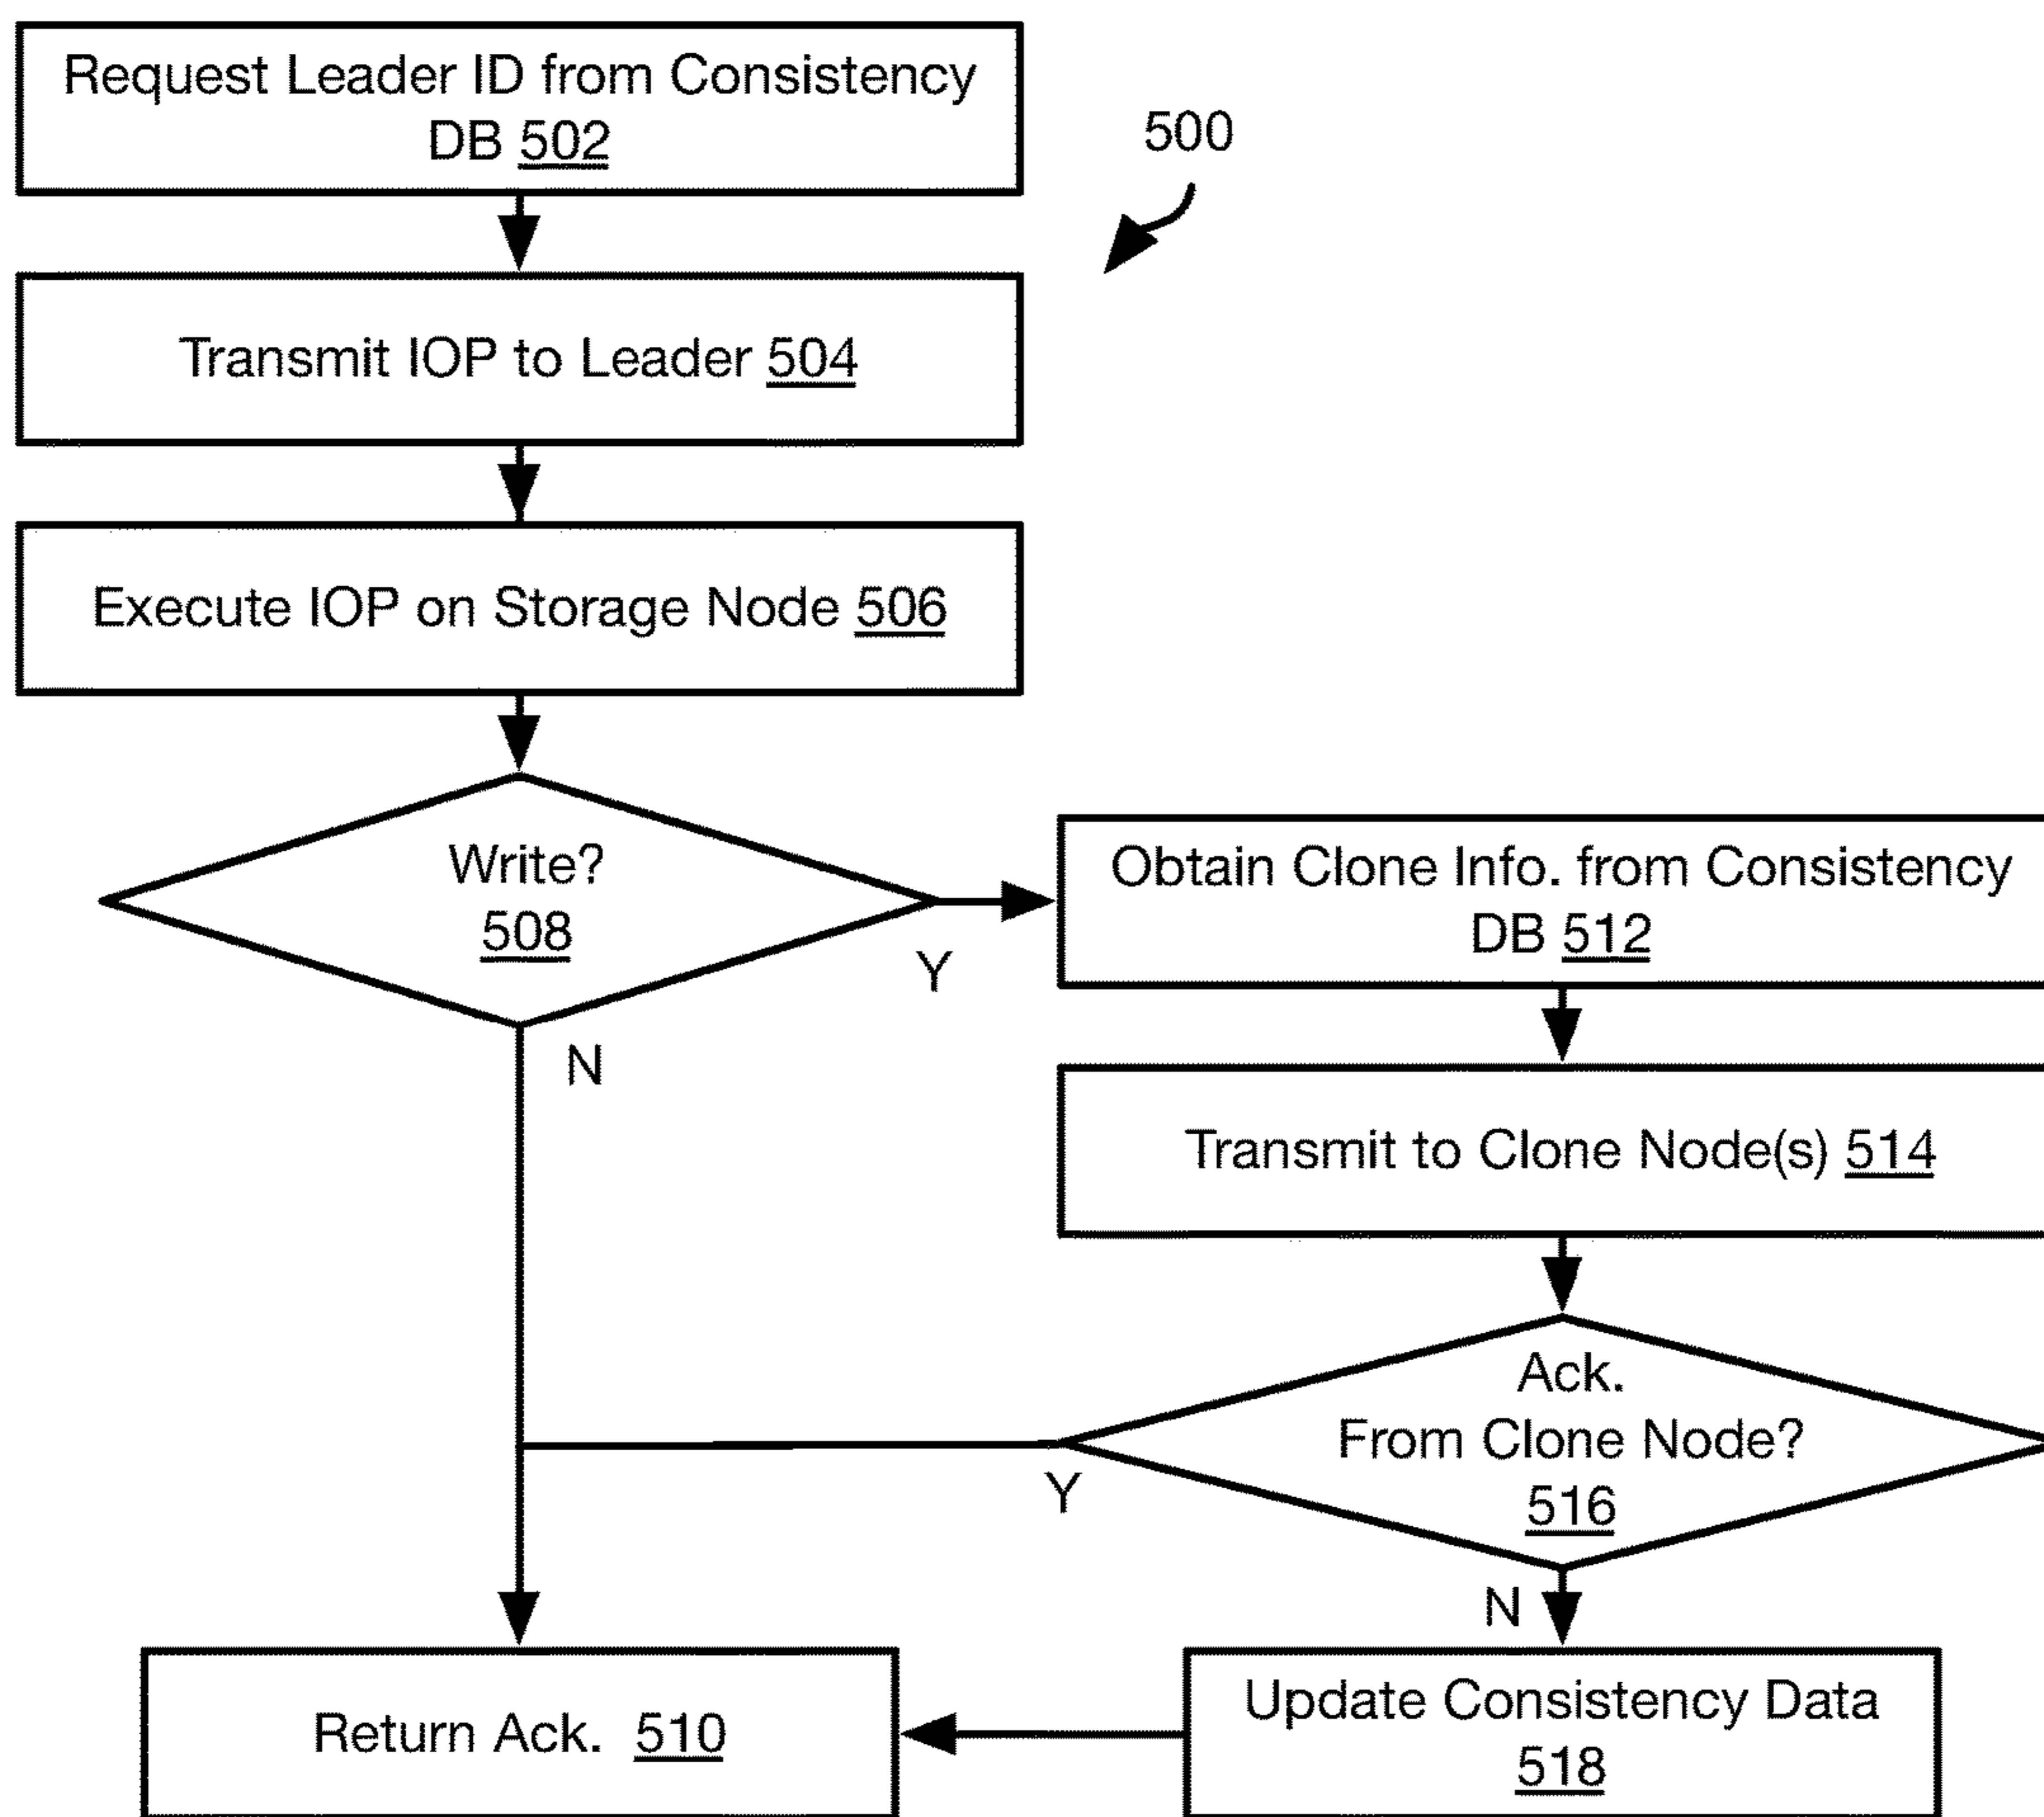 Request Leader ID from Consistency
DB 502
500
Transmit IOP to Leader 504
Execute IOP on Storage Node 506
Write?
508
Y
N
Obtain Clone Info. from Consistency
DB 512
Transmit to Clone Node(s) 514
Ack.
From Clone Node?
516
Y
N
Return Ack. 510
Update Consistency Data
518